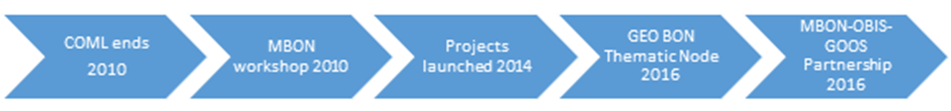 COML ends
2010
MBON
workshop 2010
Projects
launched 2014
GEO BON
Thematic Node
2016
MBON-OBIS-
GOOS
Partnership
2016